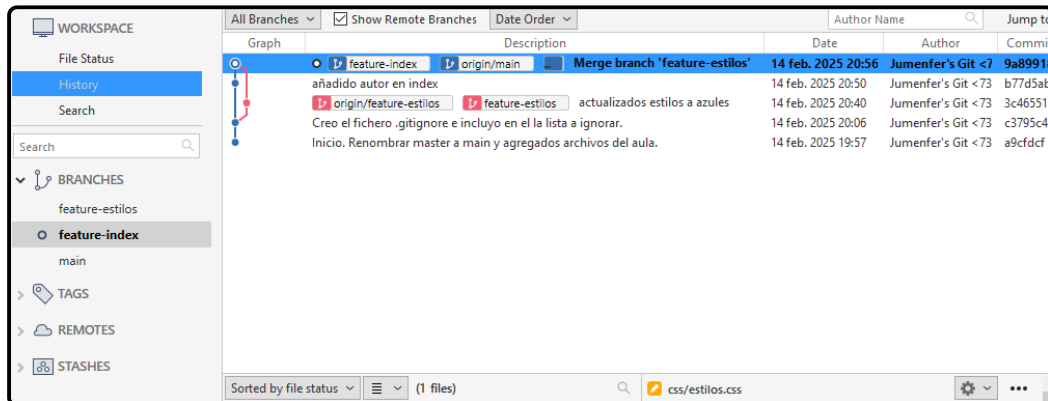 WORKSPACE
File Status
History
Search
Search
BRANCHES
feature-estilos
feature-index
main
TAGS
REMOTES
STASHES
All Branches Show Remote Branches Date Order Author Name Jump to
Graph Description Date Author Commi
feature-index origin/main Merge branch 'feature-estilos' 14 feb. 2025 20:56 Jumenfer's Git <7 9a89918
añadido autor en index 14 feb. 2025 20:50 Jumenfer's Git <73 b77d5ab
origin/feature-estilos feature-estilos actualizados estilos a azules 14 feb. 2025 20:40 Jumenfer's Git <73 3c46551
Creo el fichero .gitignore e incluyo en el la lista a ignorar. 14 feb. 2025 20:06 Jumenfer's Git <73 c3795c4
Inicio. Renombrar master a main y agregados archivos del aula. 14 feb. 2025 19:57 Jumenfer's Git <73 a9cfdcf
Sorted by file status (1 files) css/estilos.css